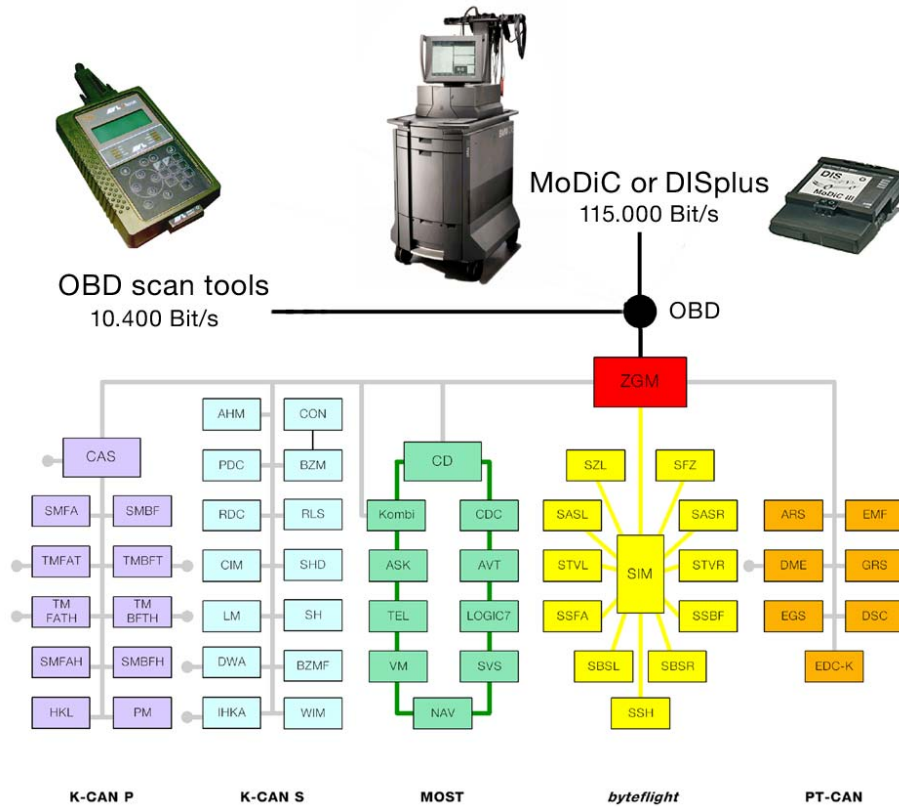 DIS
MoDiC III
MoDiC or DISplus
115.000 Bit/s
OBD scan tools
10.400 Bit/s
OBD
ZGM
AHM
CON
CAS
PDC
BZM
CD
SZL
SFZ
SMFA
SMBF
RDC
RLS
Kombi
CDC
SASL
SASR
ARS
EMF
TMFAT
TMBFT
CIM
SHD
ASK
AVT
STVL
SIM
STVR
DME
GRS
TM
FATH
TM
BFTH
LM
SH
TEL
LOGIC7
SSFA
SSBF
EGS
DSC
SMFAH
SMBFH
DWA
BZMF
VM
SVS
SBSL
SBSR
EDC-K
HKL
PM
IHKA
WIM
NAV
SSH
K-CAN P
K-CAN S
MOST
byteflight
PT-CAN